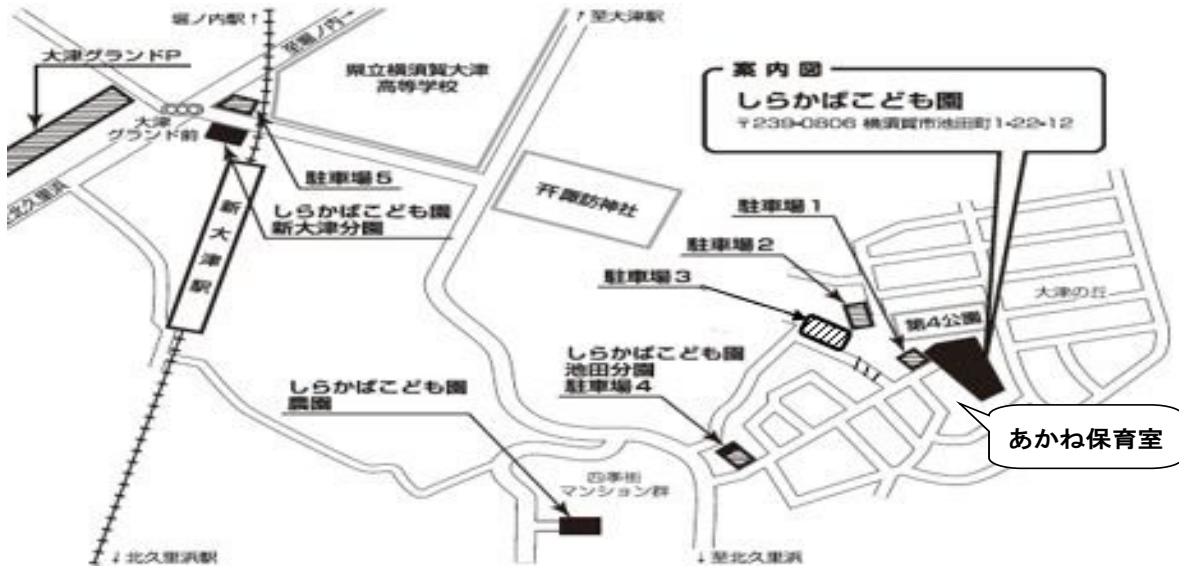 堀ノ内駅↑
至堀ノ内→
↑至大津駅
大津グランドP
県立横須賀大津
高等学校
案内図
しらかばこども園
〒239-0806 横須賀市池田町1-22-12
大津
グランド前
駐車場5
しらかばこども園
新大津分園
新大津駅
北久里浜
诹訪神社
駐車場1
駐車場2
駐車場3
大津の丘
第4公園
しらかばこども園
池田分園
駐車場4
しらかばこども園
農園
あかね保育室
四季街
マンション群
↓北久里浜駅
↓至北久里浜